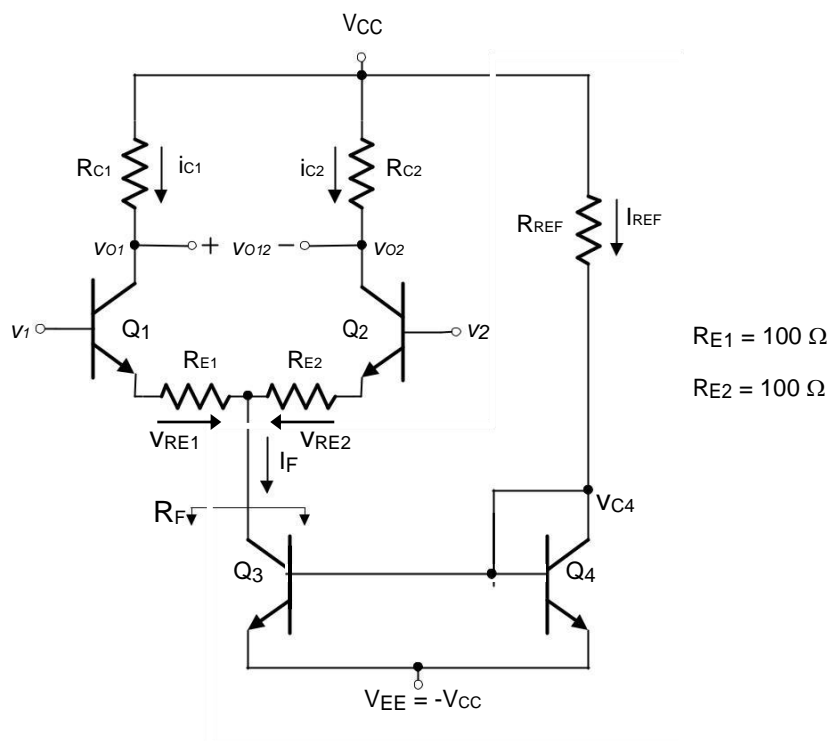 VCC
RC1 iC1 iC2 RC2
RREF IREF
vO1 + vO12 − vO2
v1 Q1 Q2 v2
RE1 RE2
RE1 = 100 Ω
RE2 = 100 Ω
vRE1 vRE2
IF
RF
vC4
Q3 Q4
VEE = -VCC